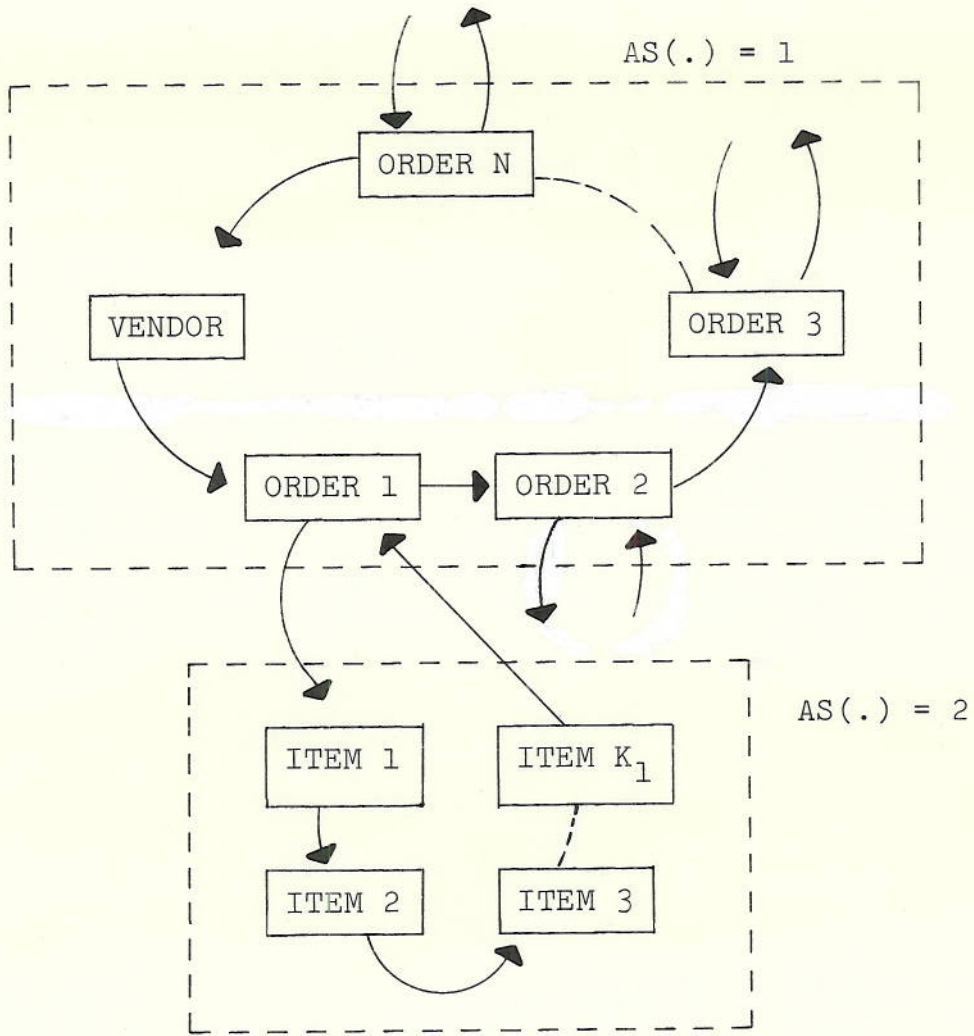 AS(.) = 1
ORDER N
VENDOR
ORDER 3
ORDER 1
ORDER 2
AS(.) = 2
ITEM 1
ITEM K₁
ITEM 2
ITEM 3